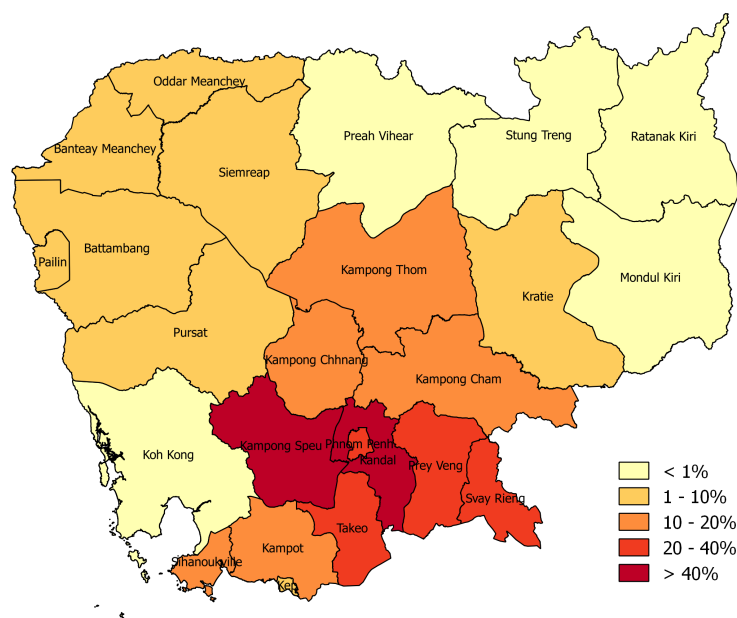 Oddar Meanchey
Preah Vihear
Stung Treng
Ratanak Kiri
Banteay Meanchey
Siemreap
Battambang
Pailin
Kampong Thom
Mondul Kiri
Kratie
Pursat
Kampong Chhnang
Kampong Cham
Koh Kong
Kampong Speu
Phnom Penh
Kandal
Prey Veng
Svay Rieng
Takeo
Kampot
Sihanoukville
Kep
< 1%
1 - 10%
10 - 20%
20 - 40%
> 40%